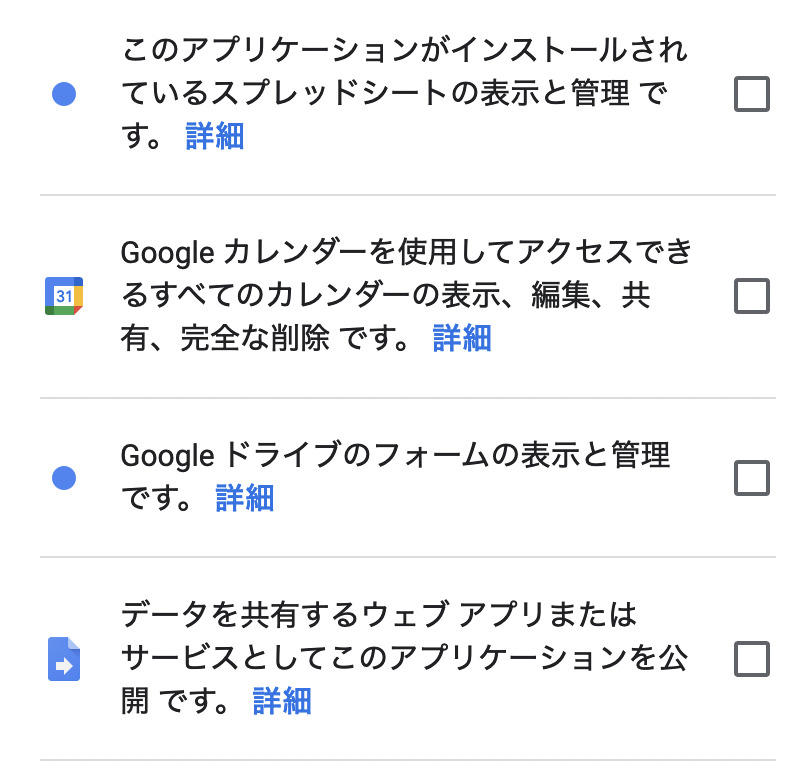 このアプリケーションがインストールされ
ているスプレッドシートの表示と管理 で
す。 詳細
Google カレンダーを使用してアクセスでき
31
るすべてのカレンダーの表示、編集、共
有、完全な削除 です。 詳細
Google ドライブのフォームの表示と管理
です。 詳細
データを共有するウェブ アプリまたは
サービスとしてこのアプリケーションを公
開 です。 詳細